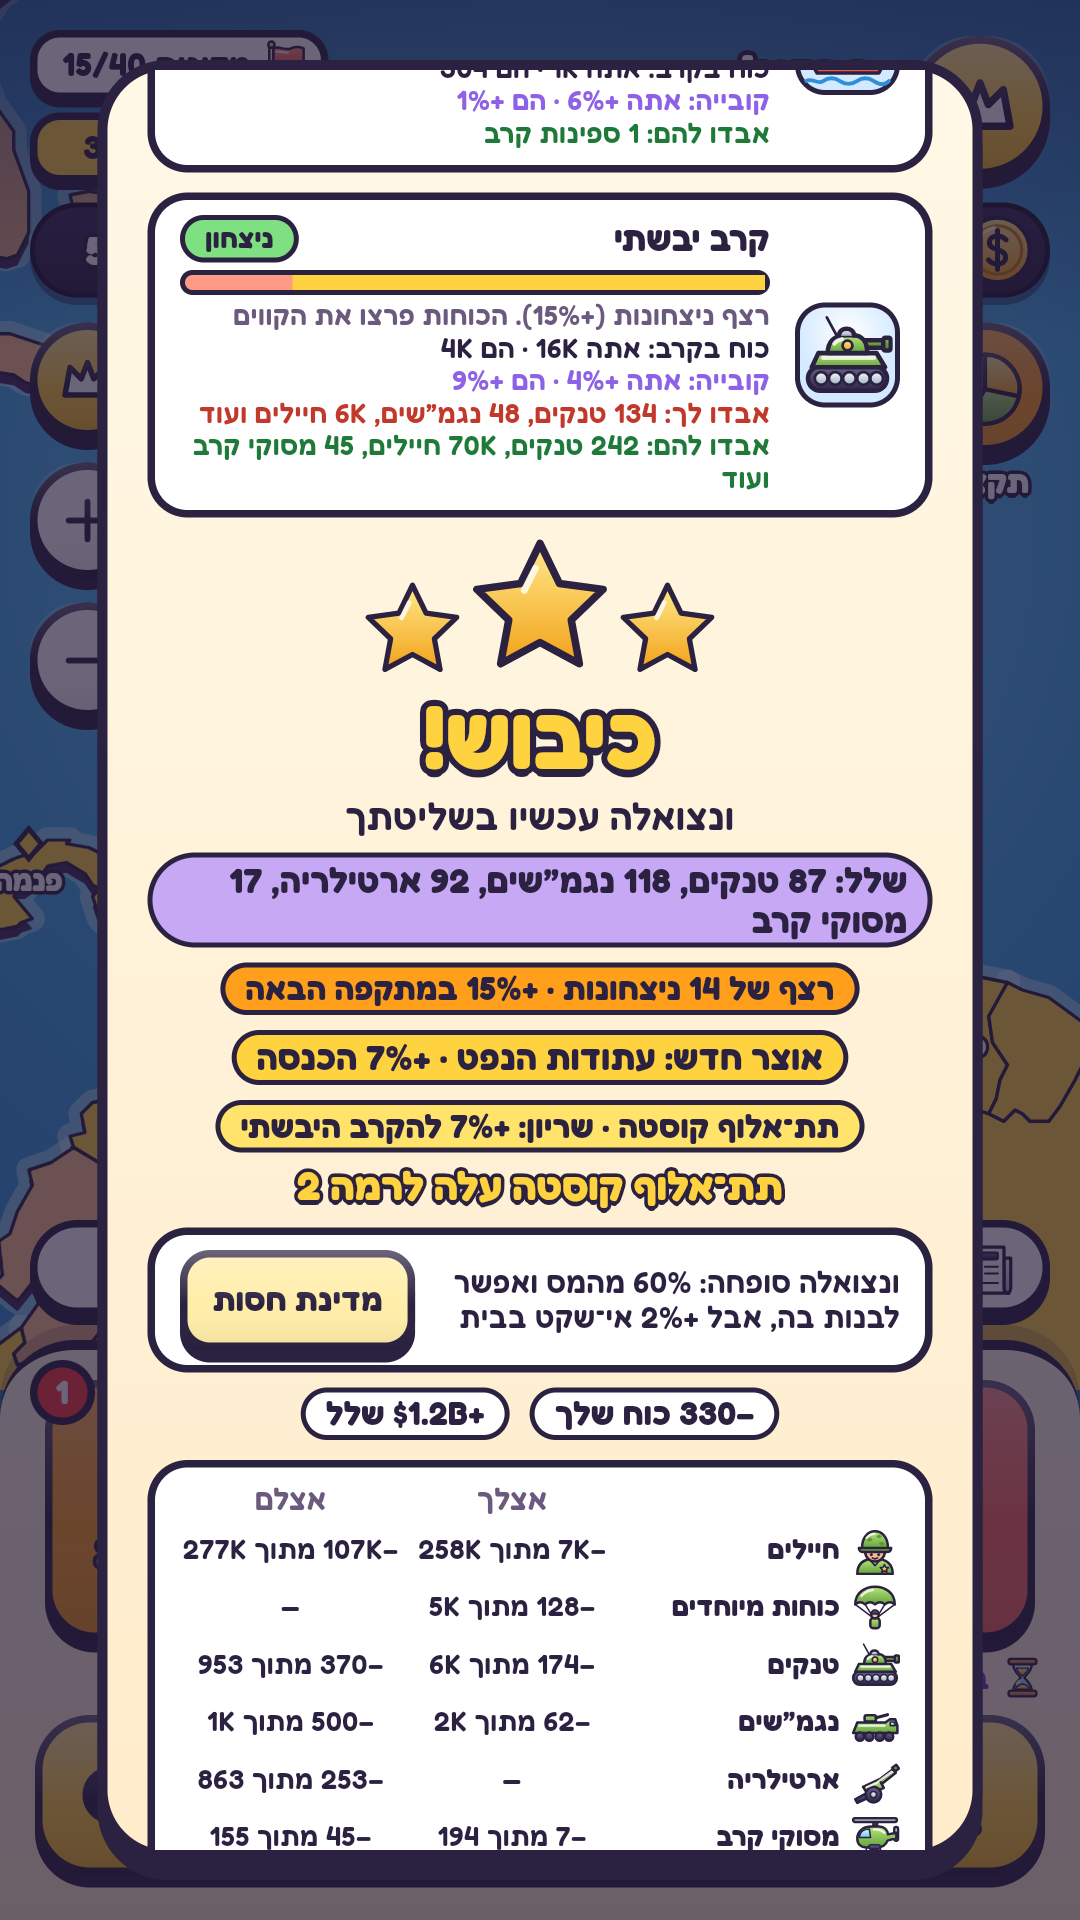 15/40
קובייה: אתה +6% · הם +1%
אבדו להם: 1 ספינות קרב
קרב יבשתי
ניצחון
רצף ניצחונות (+15%). הכוחות פרצו את הקווים
כוח בקרב: אתה 16K · הם 4K
קובייה: אתה +4% · הם +9%
אבדו לך: 134 טנקים, 48 נגמ״שים, 6K חיילים ועוד
אבדו להם: 242 טנקים, 70K חיילים, 45 מסוקי קרב
ועוד
כיבוש!
ונצואלה עכשיו בשליטתך
פנמה
שלל: 87 טנקים, 118 נגמ״שים, 92 ארטילריה, 17
מסוקי קרב
רצף של 14 ניצחונות · +15% במתקפה הבאה
אוצר חדש: עתודות הנפט · +7% הכנסה
תת־אלוף קוסטה · שריון: +7% להקרב היבשתי
תת־אלוף קוסטה עלה לרמה 2
ונצואלה סופחה: 60% מהמס ואפשר
לבנות בה, אבל +2% אי־שקט בבית
מדינת חסות
1
–330 כוח שלך
+$1.2B שלל
אצלך
אצלם
חיילים
–7K מתוך 258K
–107K מתוך 277K
כוחות מיוחדים
–128 מתוך 5K
–
טנקים
–174 מתוך 6K
–370 מתוך 953
נגמ״שים
–62 מתוך 2K
–500 מתוך 1K
ארטילריה
–
–253 מתוך 863
מסוקי קרב
–7 מתוך 194
–45 מתוך 155